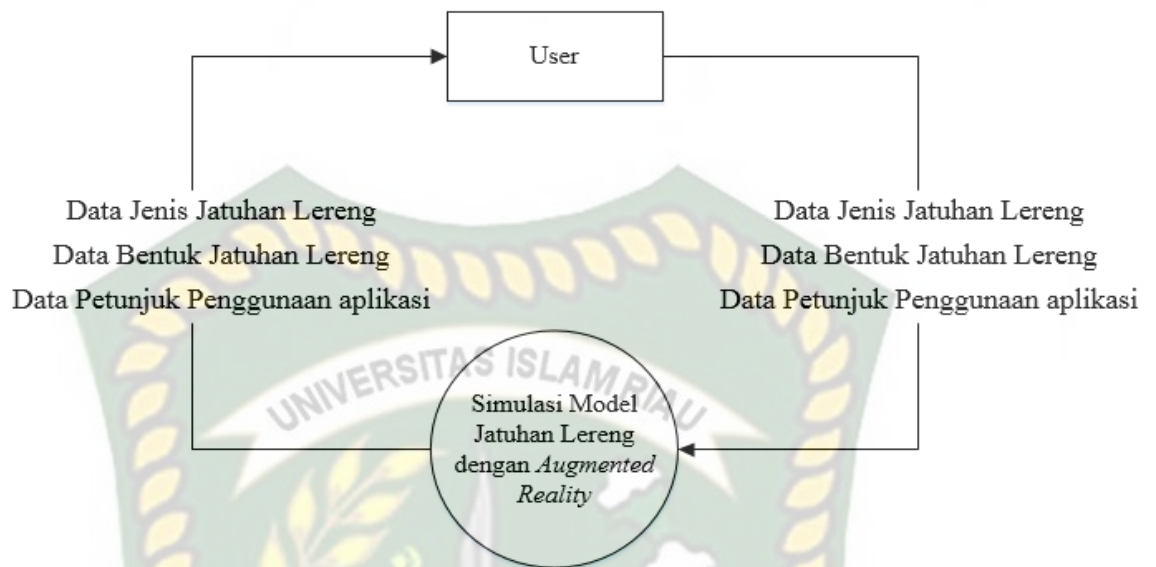 User
Data Jenis Jatuhan Lereng
Data Bentuk Jatuhan Lereng
Data Petunjuk Penggunaan aplikasi
Data Jenis Jatuhan Lereng
Data Bentuk Jatuhan Lereng
Data Petunjuk Penggunaan aplikasi
UNIVERSITAS ISLAM RIAU
Simulasi Model
Jatuhan Lereng
dengan Augmented
Reality